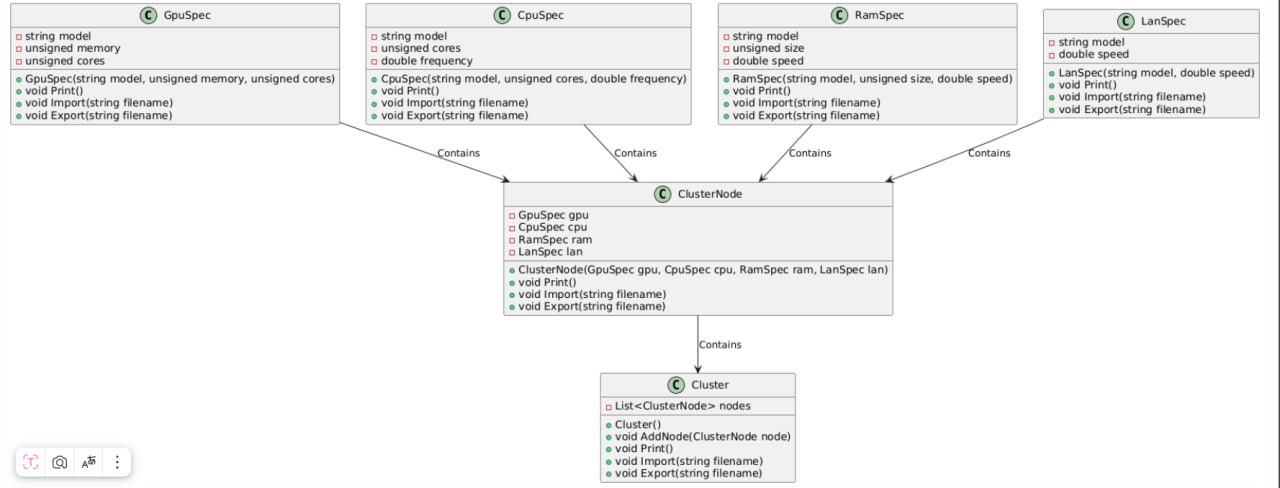 C GpuSpec
string model
unsigned memory
unsigned cores
GpuSpec(string model, unsigned memory, unsigned cores)
void Print()
void Import(string filename)
void Export(string filename)
C CpuSpec
string model
unsigned cores
double frequency
CpuSpec(string model, unsigned cores, double frequency)
void Print()
void Import(string filename)
void Export(string filename)
C RamSpec
string model
unsigned size
double speed
RamSpec(string model, unsigned size, double speed)
void Print()
void Import(string filename)
void Export(string filename)
C LanSpec
string model
double speed
LanSpec(string model, double speed)
void Print()
void Import(string filename)
void Export(string filename)
Contains
Contains
Contains
Contains
C ClusterNode
GpuSpec gpu
CpuSpec cpu
RamSpec ram
LanSpec lan
ClusterNode(GpuSpec gpu, CpuSpec cpu, RamSpec ram, LanSpec lan)
void Print()
void Import(string filename)
void Export(string filename)
Contains
C Cluster
List<ClusterNode> nodes
Cluster()
void AddNode(ClusterNode node)
void Print()
void Import(string filename)
void Export(string filename)